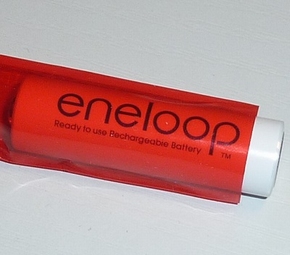 eneloop
Ready to use Rechargeable Battery
TM